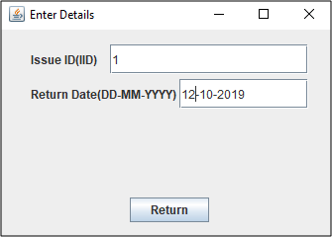 Enter Details
Issue ID(IID) 1
Return Date(DD-MM-YYYY) 12-10-2019
Return